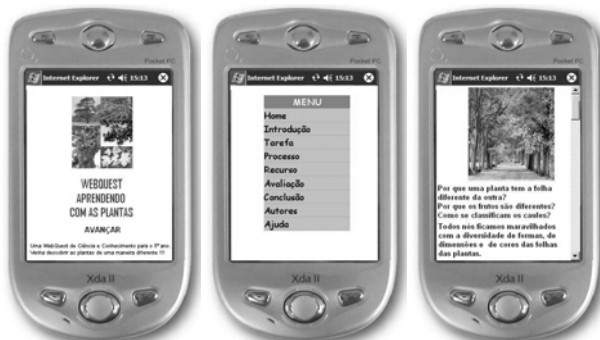 Pocket PC
Internet Explorer 15:13
WEBQUEST
APRENDENDO
COM AS PLANTAS
AVANÇAR
Uma WebQuest de Ciência e Conhecimento para o 5º ano.
Venha descobrir as plantas de uma maneira diferente !!!
Xda II
Pocket PC
Internet Explorer 15:13
MENU
Home
Introdução
Tarefa
Processo
Recurso
Avaliação
Conclusão
Autores
Ajuda
Xda II
Pocket PC
Internet Explorer 15:13
Por que uma planta tem a folha
diferente da outra?
Por que os frutos são diferentes?
Como se classificam os caules?
Todos nós ficamos maravilhados
com a diversidade de formas, de
dimensões e de cores das folhas
das plantas.
Xda II